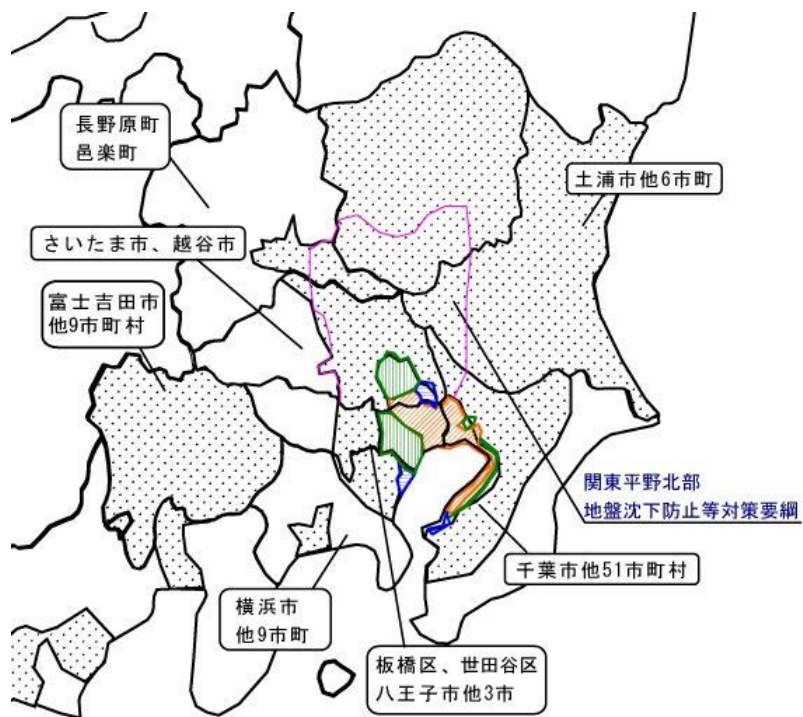 長野原町
邑楽町
土浦市他6市町
さいたま市、越谷市
富士吉田市
他9市町村
関東平野北部
地盤沈下防止等対策要綱
千葉市他51市町村
横浜市
他9市町
板橋区、世田谷区
八王子市他3市